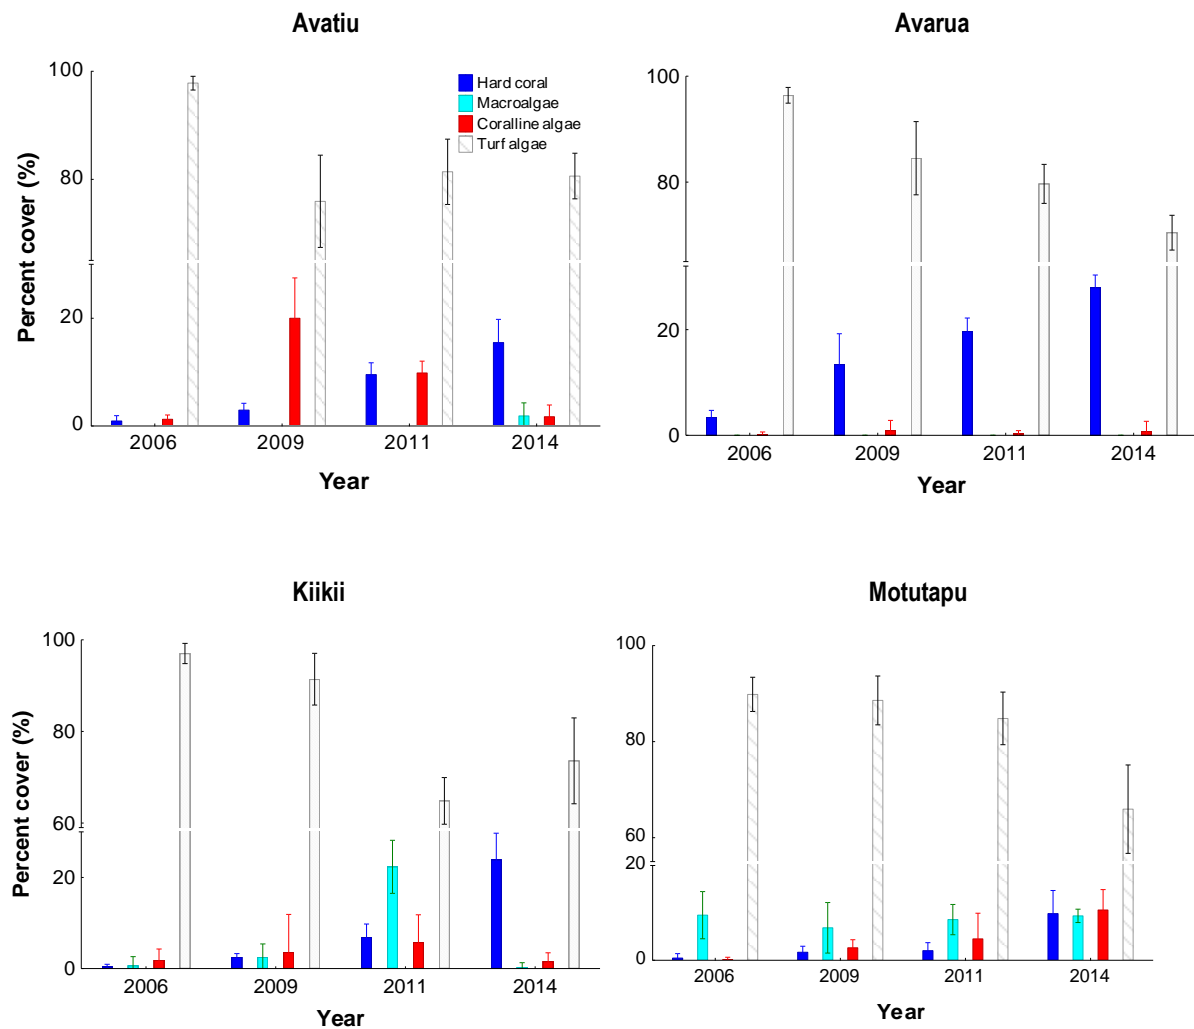 Avatiu
Percent cover (%)
100
80
20
0
Hard coral
Macroalgae
Coralline algae
Turf algae
2006 2009 2011 2014
Year
Avarua
100
80
20
0
2006 2009 2011 2014
Year
Kiikii
Percent cover (%)
100
80
60
20
0
2006 2009 2011 2014
Year
Motutapu
100
80
60
20
0
2006 2009 2011 2014
Year